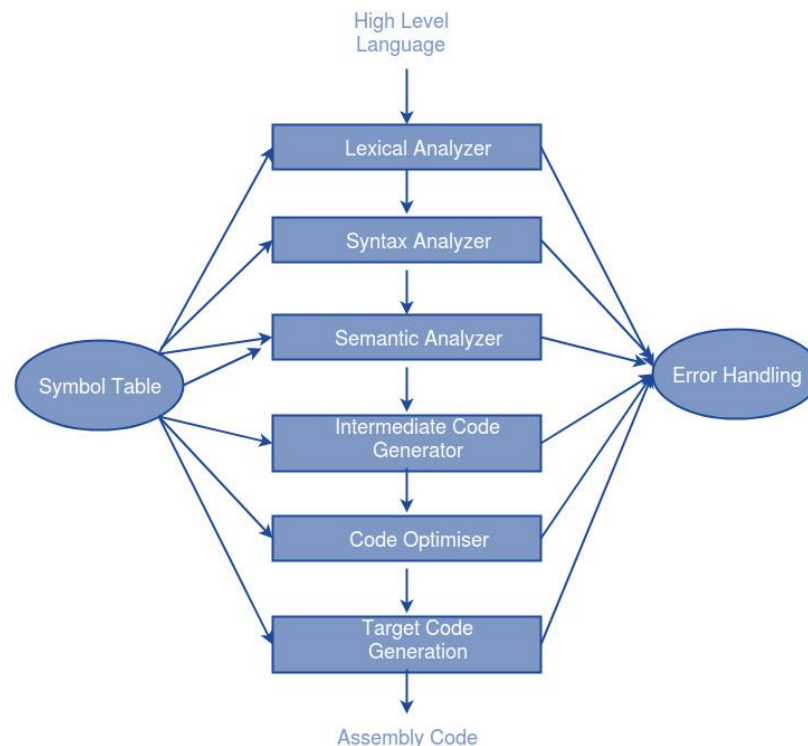 High Level
Language
Lexical Analyzer
Syntax Analyzer
Semantic Analyzer
Symbol Table
Error Handling
Intermediate Code
Generator
Code Optimiser
Target Code
Generation
Assembly Code